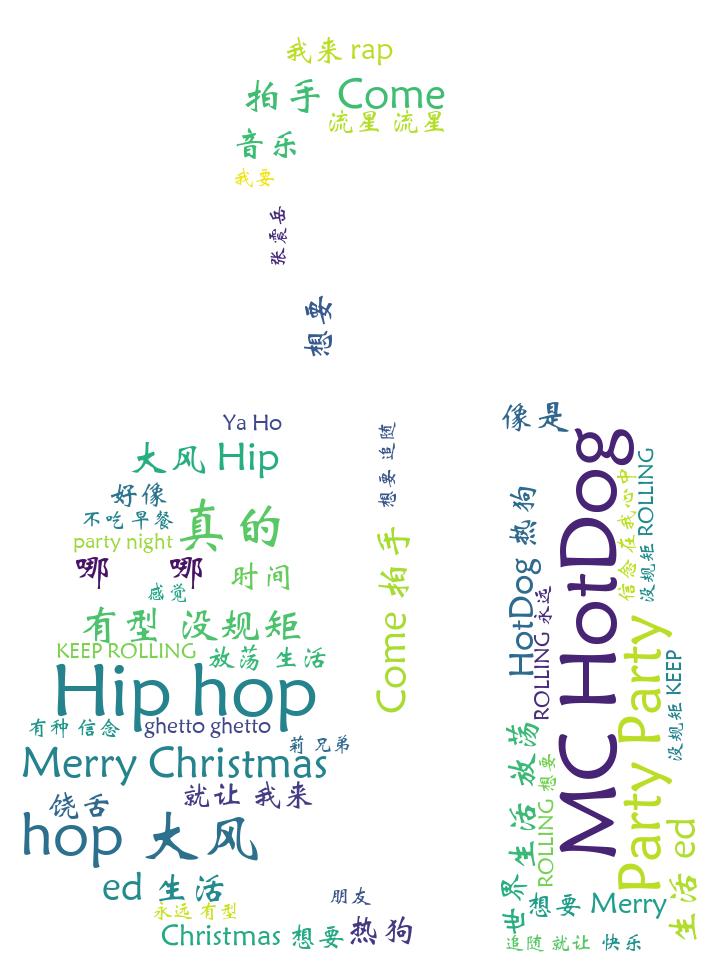 我来 rap
拍手 Come
流星 流星
音乐
我要
张震岳
想要
像是
Ya Ho
大风 Hip
想要 追随
好像
不吃早餐
真的
party night
哪 哪
时间
感觉
有型 没规矩
KEEP ROLLING
放荡 生活
Hip hop
有种 信念
ghetto ghetto
莉 兄弟
Merry Christmas
饶舌
就让 我来
hop 大风
ed 生活
永远 有型
朋友
Christmas 想要
热狗
Come 拍手
HotDog 热狗
ROLLING 永远
MC HotDog
信念 在我心中
没规矩 ROLLING
Party Party
没规矩 KEEP
生活 放荡
ROLLING 想要
世界
生活 ed
想要 Merry
追随 就让
快乐